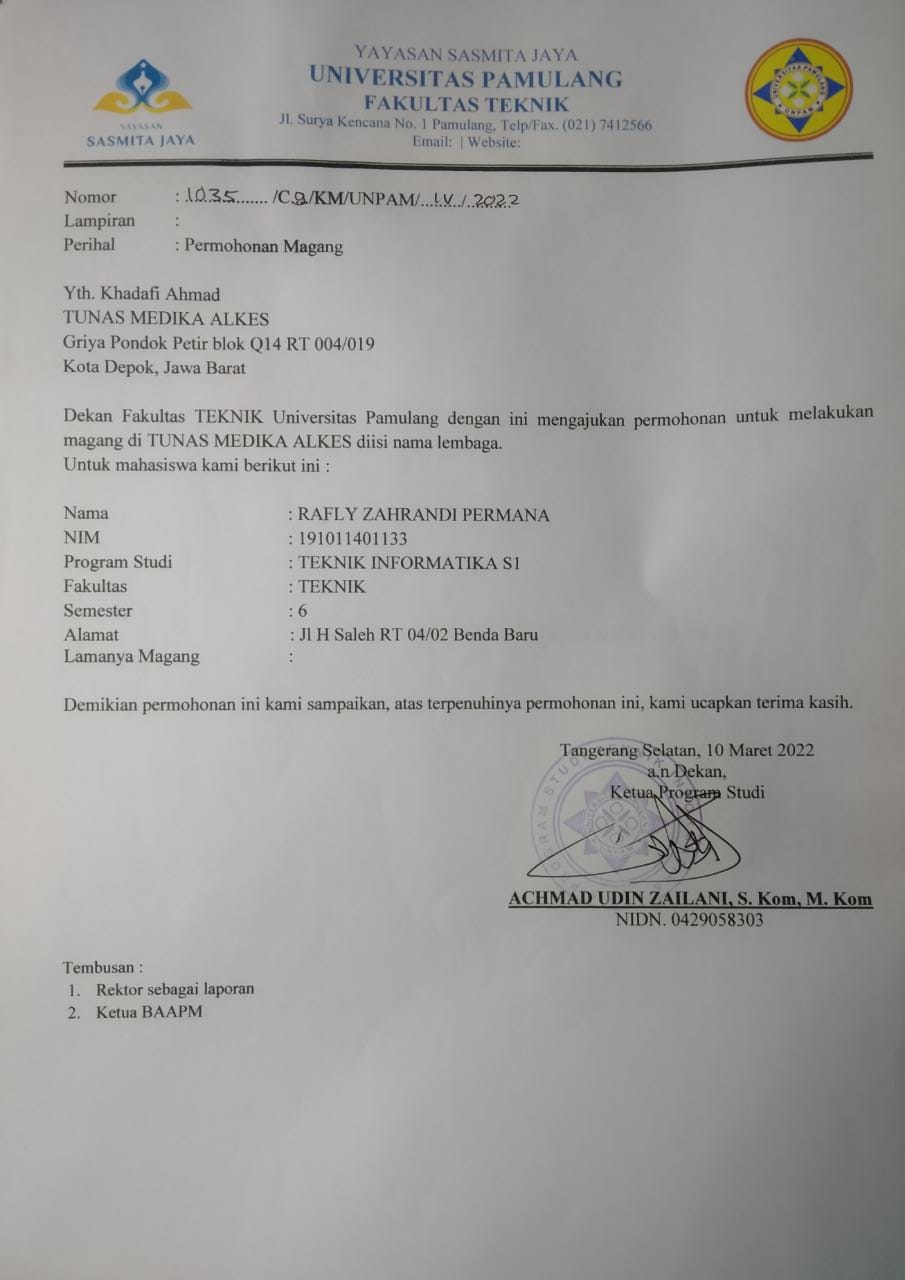 YAYASAN SASMITA JAYA
UNIVERSITAS PAMULANG
FAKULTAS TEKNIK
Jl. Surya Kencana No. 1 Pamulang, Telp/Fax. (021) 7412566
Email: | Website:
YAYASAN
SASMITA JAYA
UNIVERSITAS PAMULANG
UNPAM
Nomor : 1035....... /C9/KM/UNPAM/...IV../..2022
Lampiran :
Perihal : Permohonan Magang
Yth. Khadafi Ahmad
TUNAS MEDIKA ALKES
Griya Pondok Petir blok Q14 RT 004/019
Kota Depok, Jawa Barat
Dekan Fakultas TEKNIK Universitas Pamulang dengan ini mengajukan permohonan untuk melakukan
magang di TUNAS MEDIKA ALKES diisi nama lembaga.
Untuk mahasiswa kami berikut ini :
Nama : RAFLY ZAHRANDI PERMANA
NIM : 191011401133
Program Studi : TEKNIK INFORMATIKA S1
Fakultas : TEKNIK
Semester : 6
Alamat : Jl H Saleh RT 04/02 Benda Baru
Lamanya Magang :
Demikian permohonan ini kami sampaikan, atas terpenuhinya permohonan ini, kami ucapkan terima kasih.
Tangerang Selatan, 10 Maret 2022
a.n Dekan,
Ketua Program Studi
ACHMAD UDIN ZAILANI, S. Kom, M. Kom
NIDN. 0429058303
Tembusan :
1. Rektor sebagai laporan
2. Ketua BAAPM